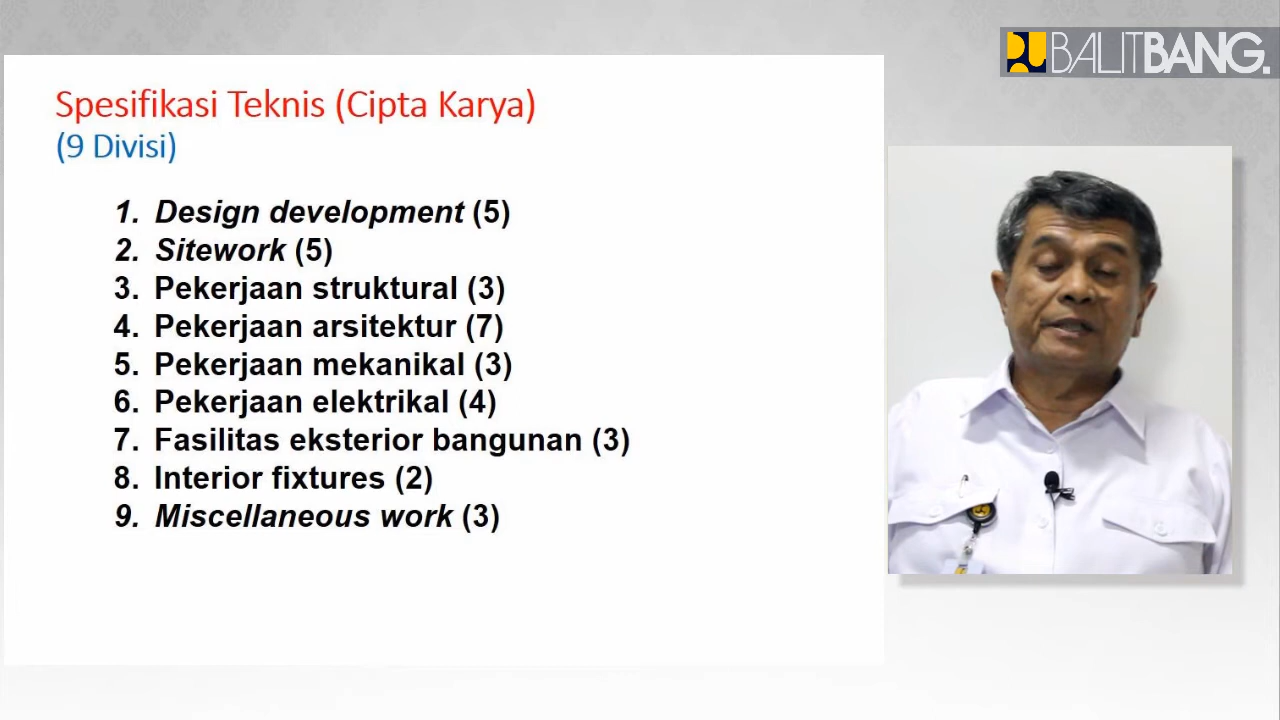 BALITBANG.
Spesifikasi Teknis (Cipta Karya)
(9 Divisi)
1. Design development (5)
2. Sitework (5)
3. Pekerjaan struktural (3)
4. Pekerjaan arsitektur (7)
5. Pekerjaan mekanikal (3)
6. Pekerjaan elektrikal (4)
7. Fasilitas eksterior bangunan (3)
8. Interior fixtures (2)
9. Miscellaneous work (3)